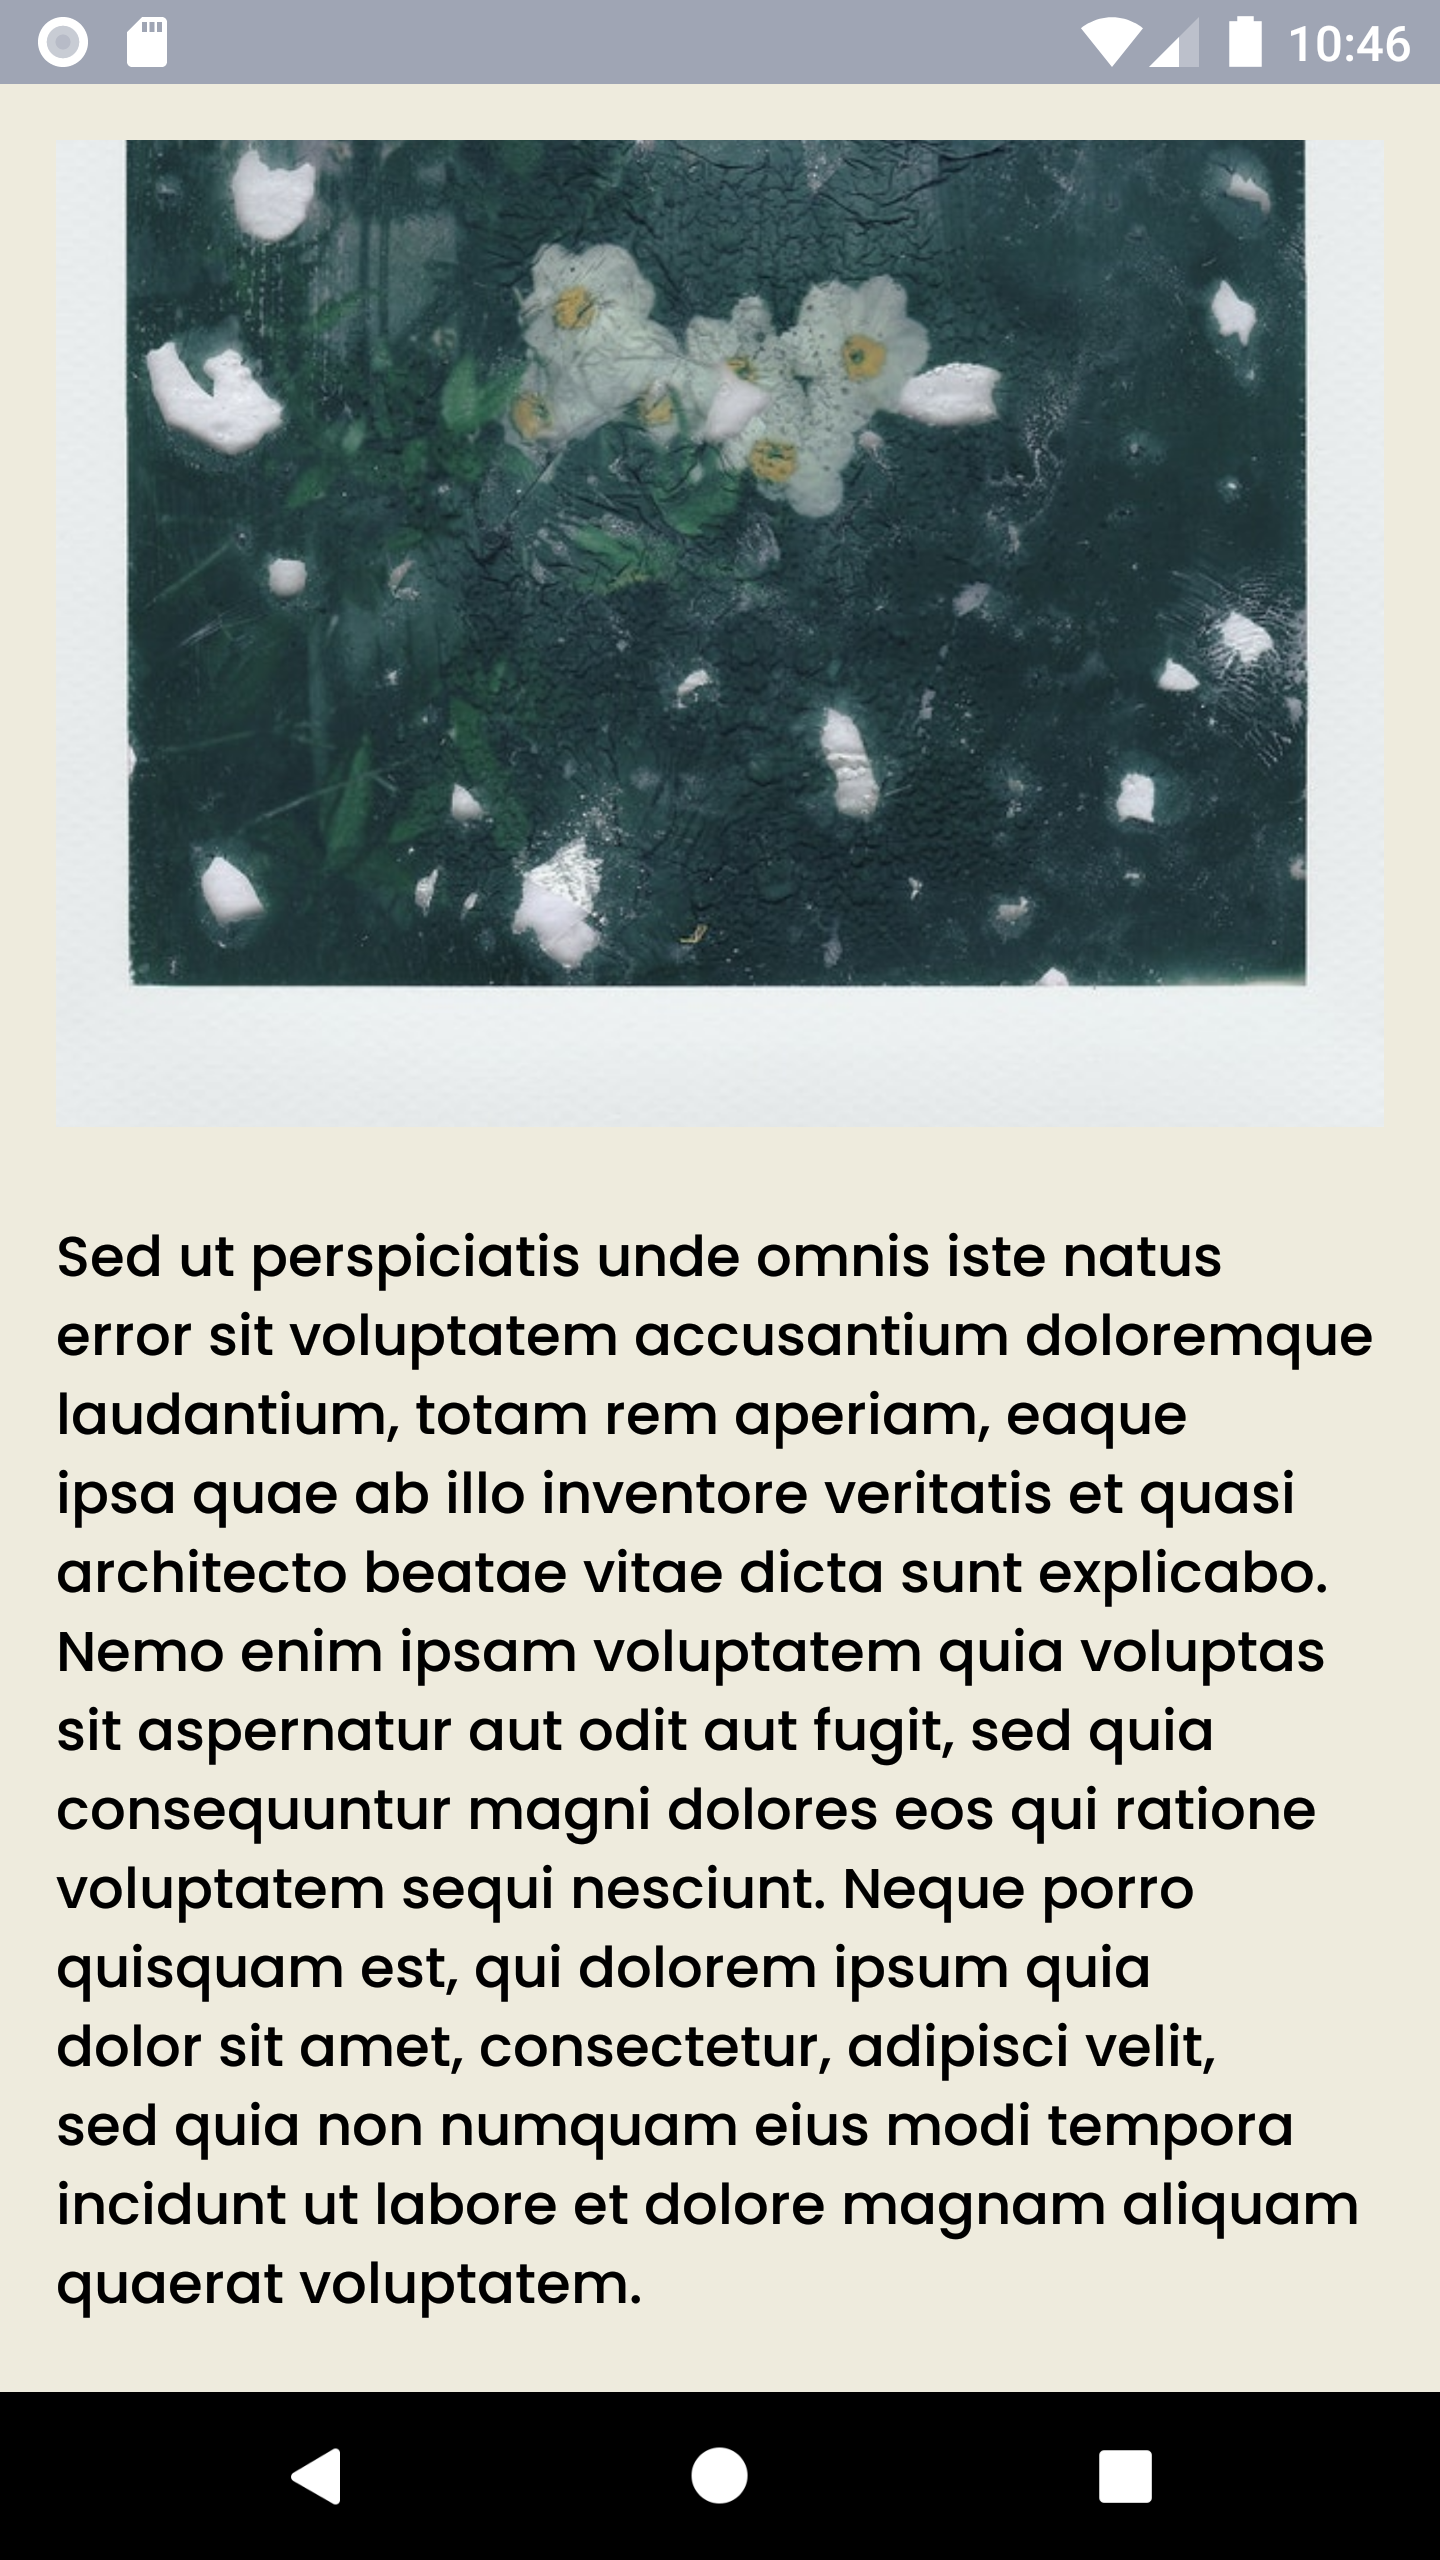 10:46
Sed ut perspiciatis unde omnis iste natus
error sit voluptatem accusantium doloremque
laudantium, totam rem aperiam, eaque
ipsa quae ab illo inventore veritatis et quasi
architecto beatae vitae dicta sunt explicabo.
Nemo enim ipsam voluptatem quia voluptas
sit aspernatur aut odit aut fugit, sed quia
consequuntur magni dolores eos qui ratione
voluptatem sequi nesciunt. Neque porro
quisquam est, qui dolorem ipsum quia
dolor sit amet, consectetur, adipisci velit,
sed quia non numquam eius modi tempora
incidunt ut labore et dolore magnam aliquam
quaerat voluptatem.